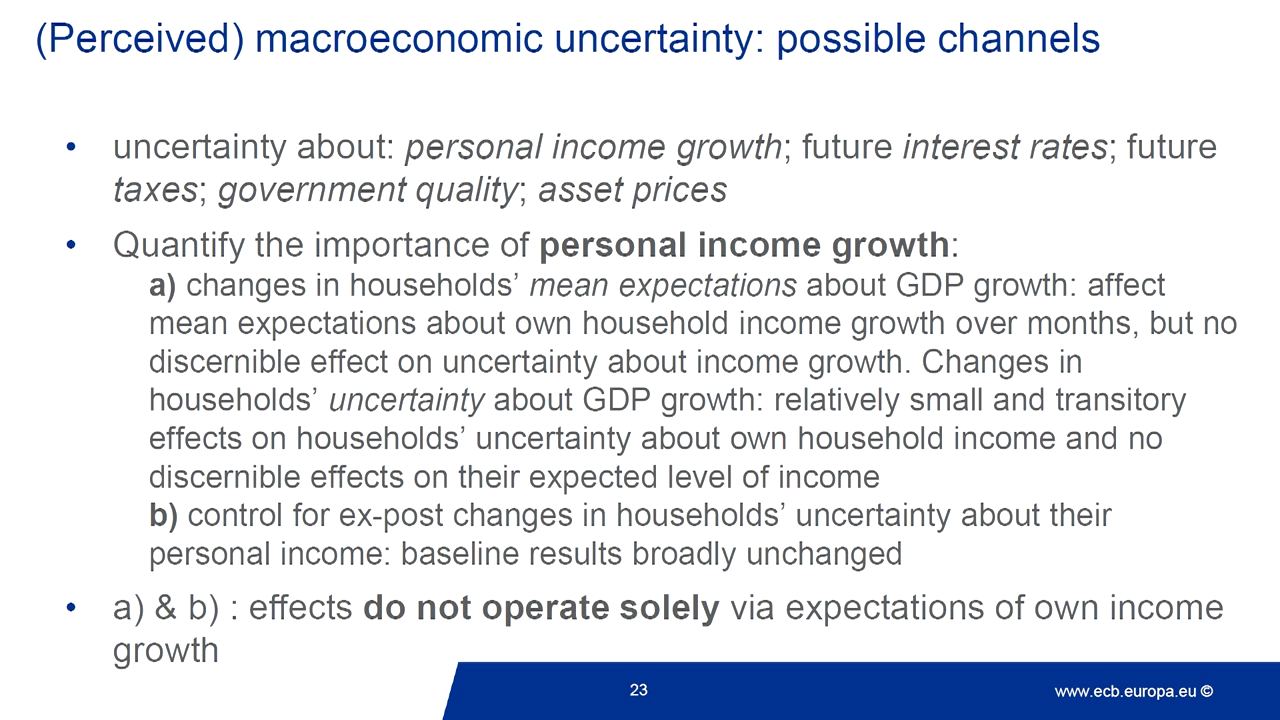 (Perceived) macroeconomic uncertainty: possible channels
• uncertainty about: personal income growth; future interest rates; future
taxes; government quality; asset prices
• Quantify the importance of personal income growth:
a) changes in households’ mean expectations about GDP growth: affect
mean expectations about own household income growth over months, but no
discernible effect on uncertainty about income growth. Changes in
households’ uncertainty about GDP growth: relatively small and transitory
effects on households’ uncertainty about own household income and no
discernible effects on their expected level of income
b) control for ex-post changes in households’ uncertainty about their
personal income: baseline results broadly unchanged
• a) & b) : effects do not operate solely via expectations of own income
growth
23
www.ecb.europa.eu ©